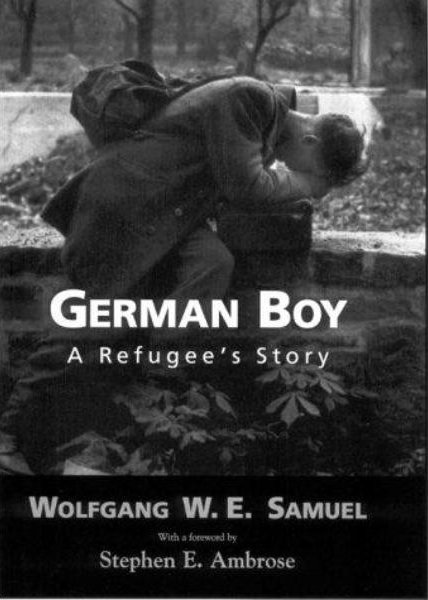 GERMAN BOY
A Refugee's Story
WOLFGANG W. E. SAMUEL
With a foreword by
Stephen E. Ambrose